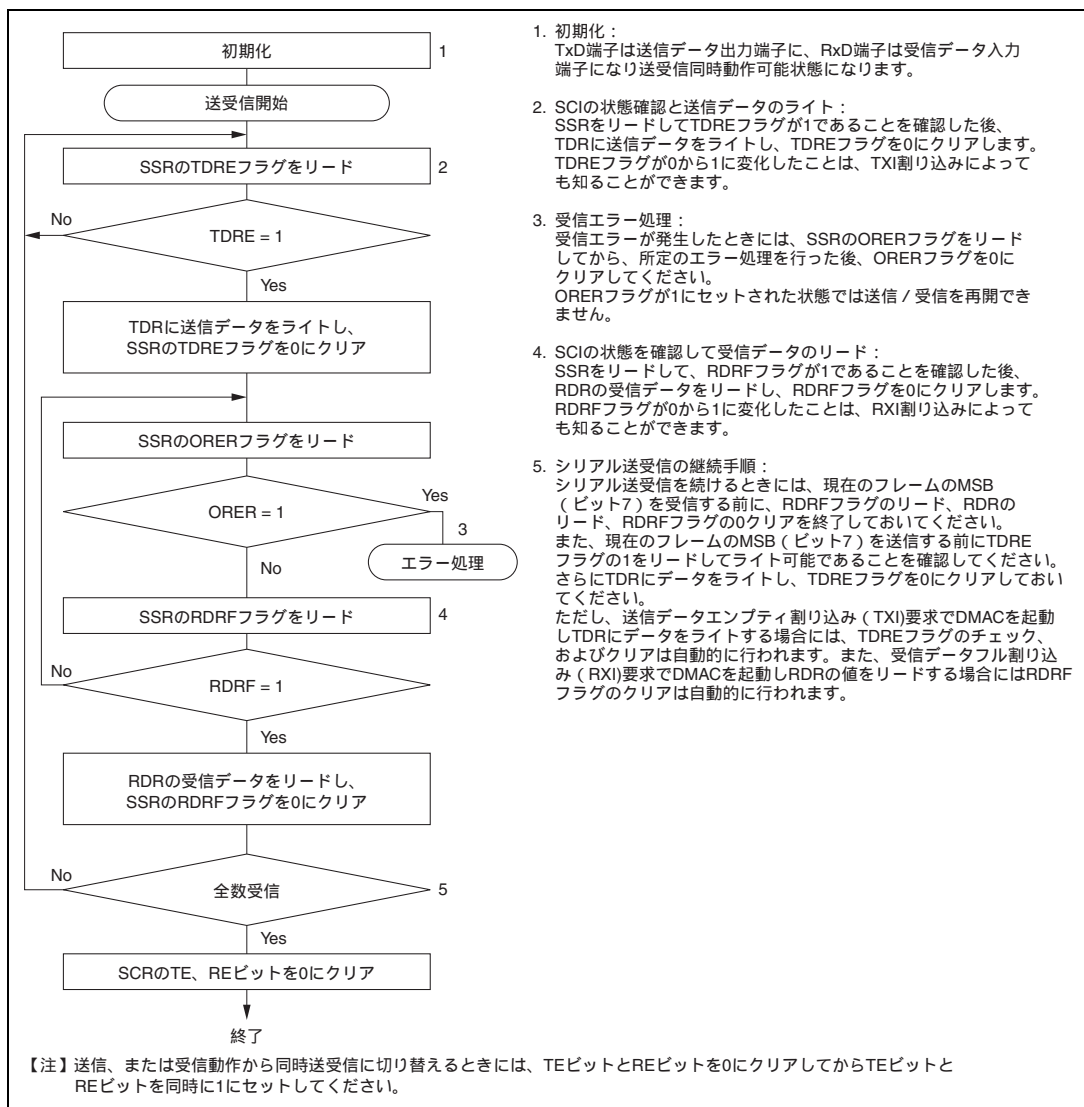 初期化
1
送受信開始
SSRのTDREフラグをリード
2
No
TDRE = 1
Yes
TDRに送信データをライトし、
SSRのTDREフラグを0にクリア
SSRのORERフラグをリード
ORER = 1
Yes
3
エラー処理
No
SSRのRDRFフラグをリード
4
No
RDRF = 1
Yes
RDRの受信データをリードし、
SSRのRDRFフラグを0にクリア
No
全数受信
5
Yes
SCRのTE、REビットを0にクリア
終了
1. 初期化：
TxD端子は送信データ出力端子に、RxD端子は受信データ入力
端子になり送受信同時動作可能状態になります。
2. SCIの状態確認と送信データのライト：
SSRをリードしてTDREフラグが1であることを確認した後、
TDRに送信データをライトし、TDREフラグを0にクリアします。
TDREフラグが0から1に変化したことは、TXI割り込みによって
も知ることができます。
3. 受信エラー処理：
受信エラーが発生したときには、SSRのORERフラグをリード
してから、所定のエラー処理を行った後、ORERフラグを0に
クリアしてください。
ORERフラグが1にセットされた状態では送信 / 受信を再開でき
ません。
4. SCIの状態を確認して受信データのリード：
SSRをリードして、RDRFフラグが1であることを確認した後、
RDRの受信データをリードし、RDRFフラグを0にクリアします。
RDRFフラグが0から1に変化したことは、RXI割り込みによって
も知ることができます。
5. シリアル送受信の継続手順：
シリアル送受信を続けるときには、現在のフレームのMSB
（ビット7）を受信する前に、RDRFフラグのリード、RDRの
リード、RDRFフラグの0クリアを終了しておいてください。
また、現在のフレームのMSB（ビット7）を送信する前にTDRE
フラグの1をリードしてライト可能であることを確認してください。
さらにTDRにデータをライトし、TDREフラグを0にクリアしておい
てください。
ただし、送信データエンプティ割り込み（TXI)要求でDMACを起動
しTDRにデータをライトする場合には、TDREフラグのチェック、
およびクリアは自動的に行われます。また、受信データフル割り込
み（RXI)要求でDMACを起動しRDRの値をリードする場合にはRDRF
フラグのクリアは自動的に行われます。
【注】送信、または受信動作から同時送受信に切り替えるときには、TEビットとREビットを0にクリアしてからTEビットと
REビットを同時に1にセットしてください。